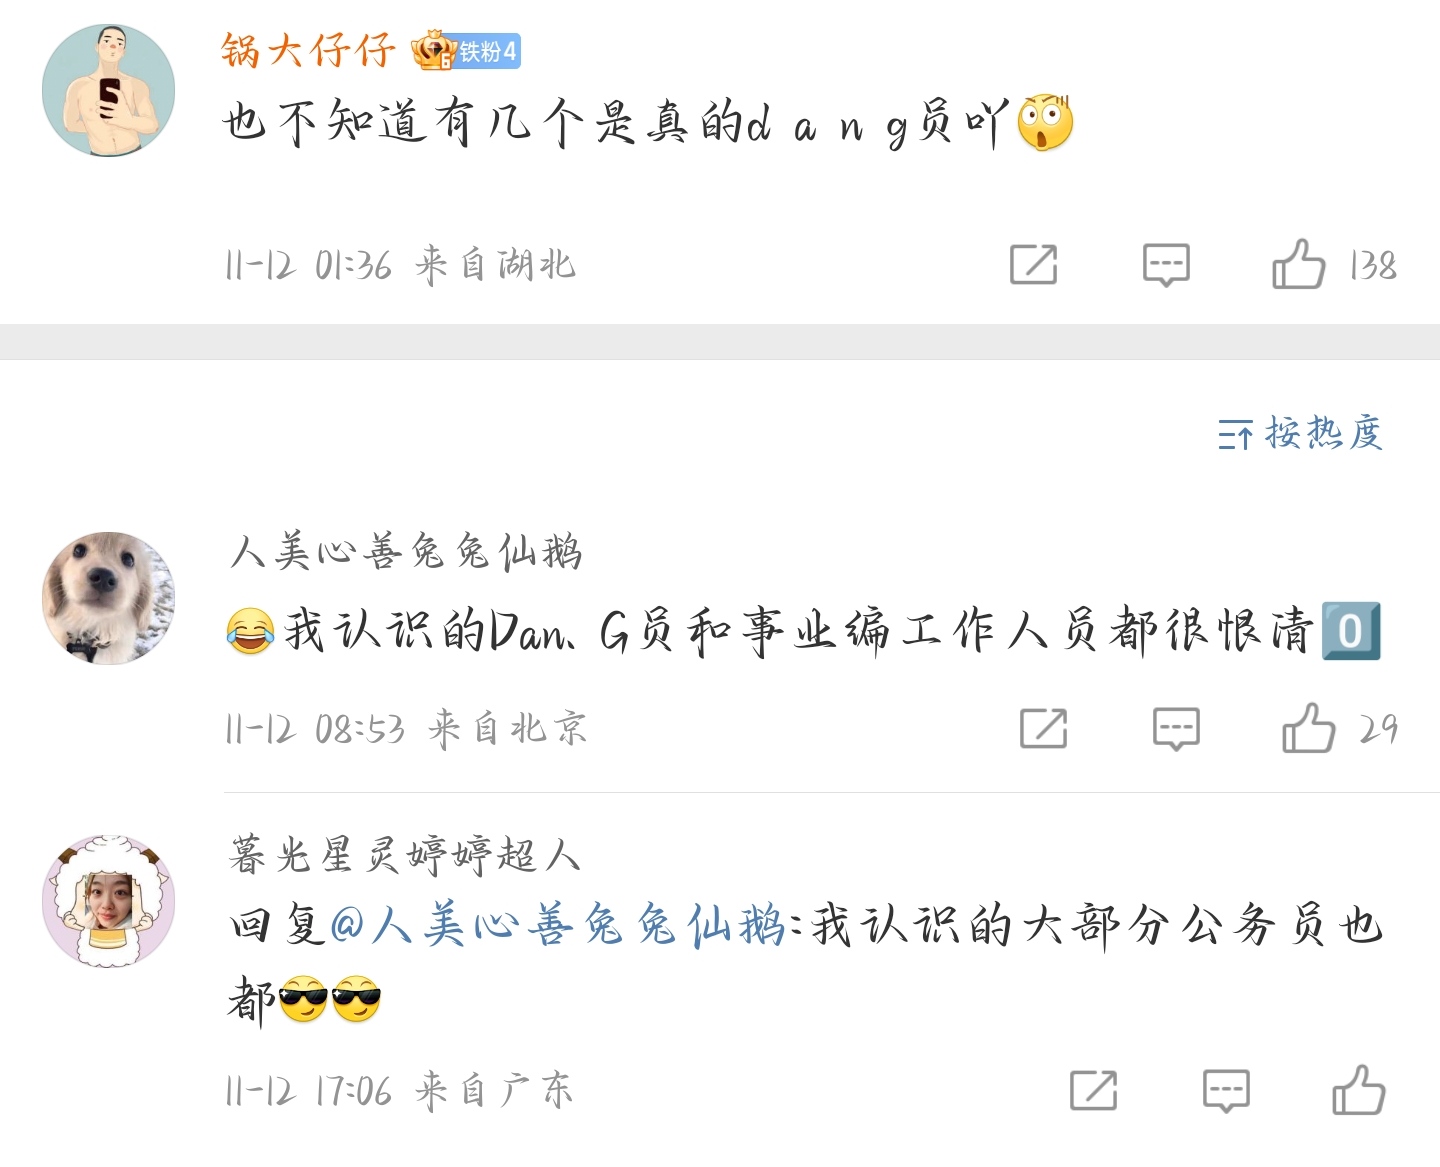 锅大仔仔 6 铁粉4
也不知道有几个是真的d a n g员吖
11-12 01:36 来自湖北 138
按热度
人美心善兔兔仙鹅
😂我认识的Dan、G员和事业编工作人员都很恨清0️⃣
11-12 08:53 来自北京 29
暮光星灵婷婷超人
回复@人美心善兔兔仙鹅:我认识的大部分公务员也
都😎😎
11-12 17:06 来自广东